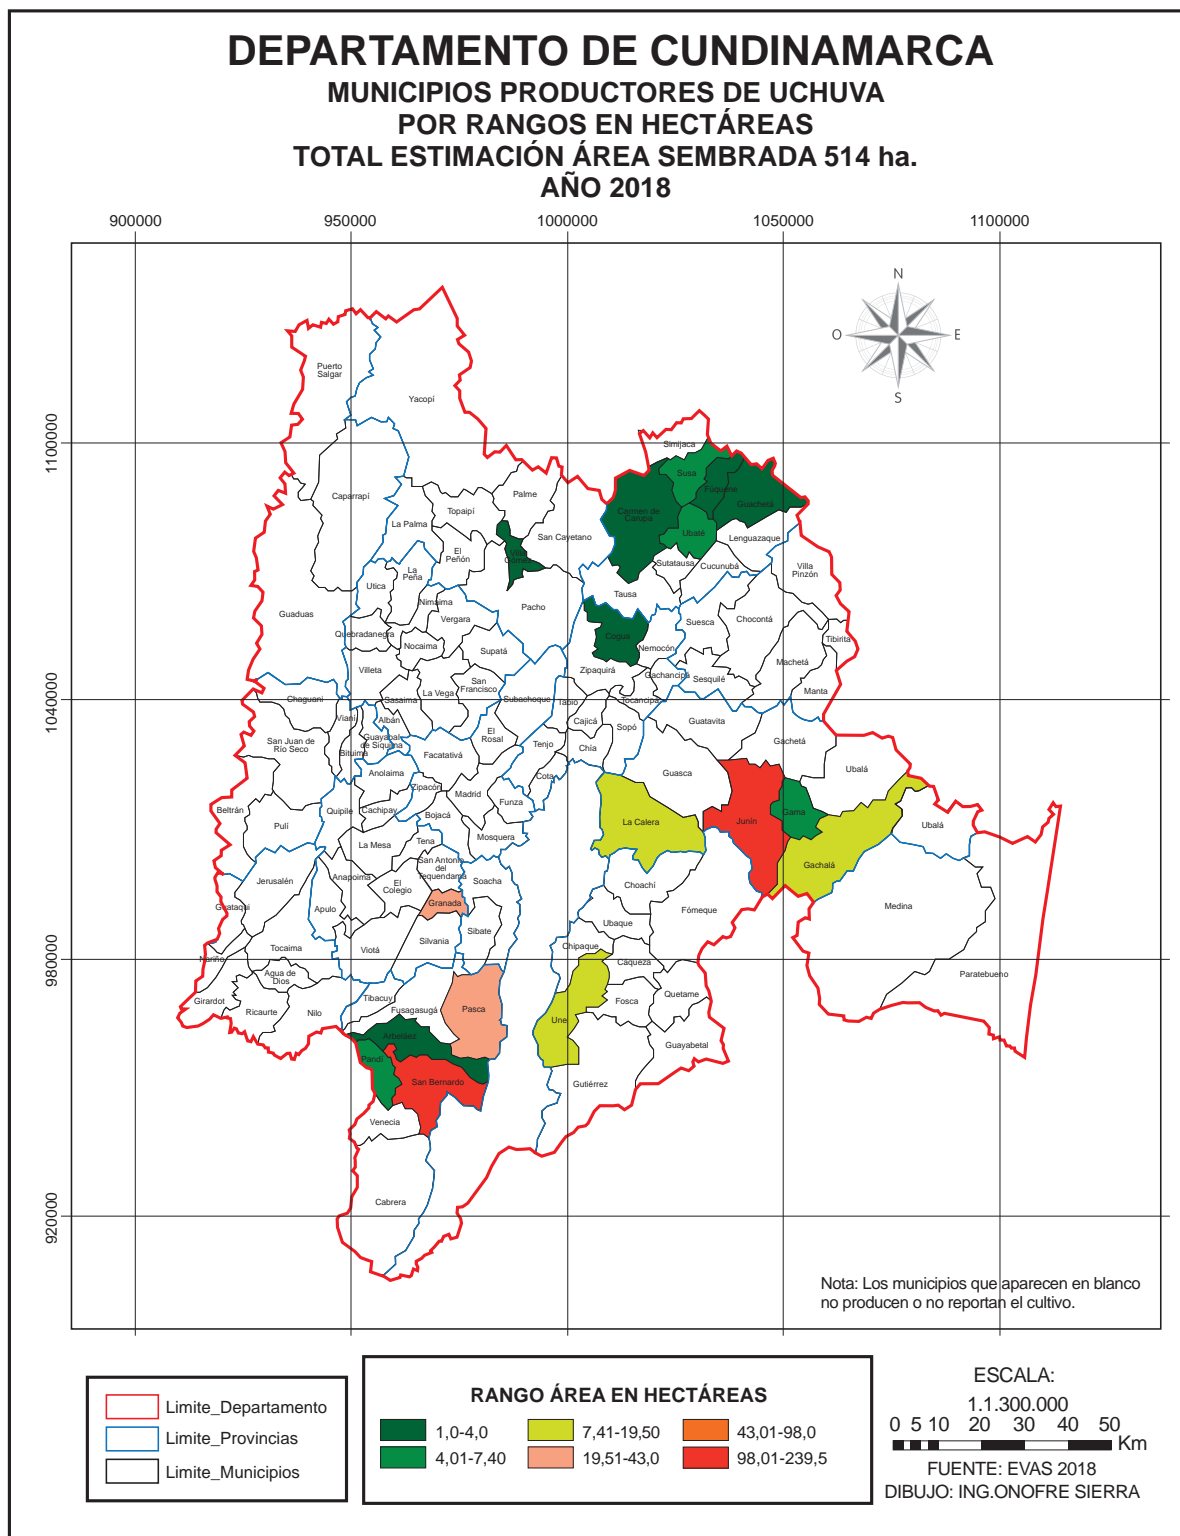 DEPARTAMENTO DE CUNDINAMARCA
MUNICIPIOS PRODUCTORES DE UCHUVA
POR RANGOS EN HECTÁREAS
TOTAL ESTIMACIÓN ÁREA SEMBRADA 514 ha.
AÑO 2018
900000
950000
1000000
1050000
1100000
1100000
1040000
980000
920000
N
O
E
S
Puerto
Salgar
Yacopí
Simijaca
Susa
Caparrapí
Palme
Fúquene
Guachetá
Carmen de
Carupa
Topaipí
La Palma
San Cayetano
Ubaté
Lenguazaque
El
Peñón
Villa
Gómez
Sutatausa
Cucunubá
Villa
Pinzón
La
Peña
Utica
Tausa
Nimaima
Pacho
Guaduas
Vergara
Suesca
Chocontá
Quebradanegra
Cogua
Tibirita
Nocaima
Supatá
Nemocón
Machetá
Villeta
Zipaquirá
Gachancipá
Sesquilé
La Vega
San
Francisco
Manta
Chaguaní
Sasaima
Subachoque
Tabio
Tocancipá
Vianí
Albán
Cajicá
Sopó
Guatavita
San Juan de
Río Seco
Guayabal
de Siquima
El
Rosal
Tenjo
Chía
Gachetá
Bituima
Facatativá
Anolaima
Guasca
Ubalá
Cota
Zipacón
Madrid
Funza
Beltrán
Quipile
Cachipay
Bojacá
La Calera
Junín
Gama
Pulí
Mosquera
Ubalá
La Mesa
Tena
San Antonio
del
Tequendama
Gachalá
Jerusalén
Anapoima
Soacha
El
Colegio
Choachí
Guataqui
Apulo
Granada
Fómeque
Medina
Ubaque
Silvania
Sibate
Tocaima
Viotá
Chipaque
Nariño
Caqueza
Agua de
Dios
Paratebueno
Girardot
Tibacuy
Quetame
Ricaurte
Nilo
Fusagasugá
Pasca
Fosca
Une
Arbeláez
Guayabetal
Pandi
San Bernardo
Gutiérrez
Venecia
Cabrera
Nota: Los municipios que aparecen en blanco
no producen o no reportan el cultivo.
Limite_Departamento
Limite_Provincias
Limite_Municipios
RANGO ÁREA EN HECTÁREAS
1,0-4,0
7,41-19,50
43,01-98,0
4,01-7,40
19,51-43,0
98,01-239,5
ESCALA:
1.1.300.000
0 5 10 20 30 40 50
Km
FUENTE: EVAS 2018
DIBUJO: ING.ONOFRE SIERRA